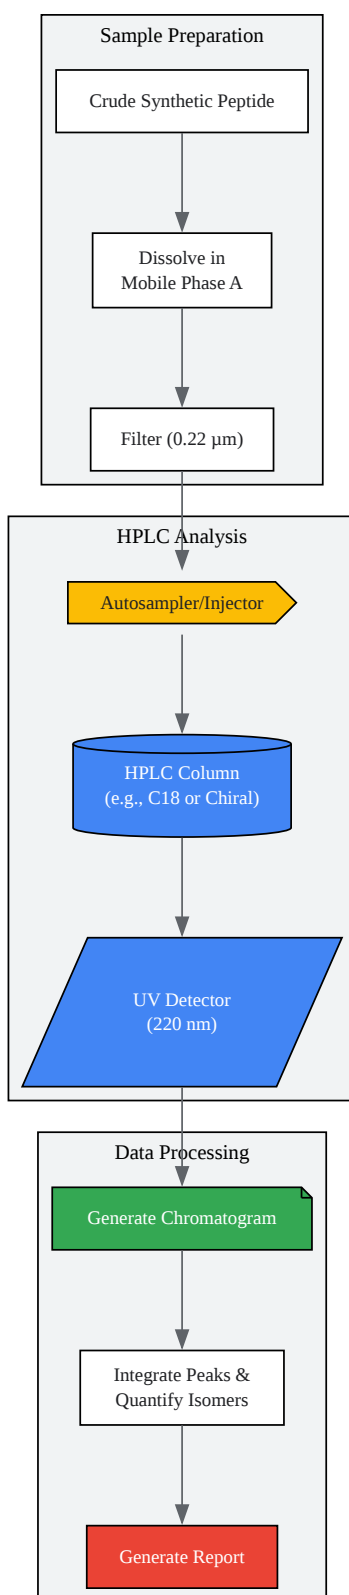 Sample Preparation
Crude Synthetic Peptide
Dissolve in
Mobile Phase A
Filter (0.22 µm)
HPLC Analysis
Autosampler/Injector
HPLC Column
(e.g., C18 or Chiral)
UV Detector
(220 nm)
Data Processing
Generate Chromatogram
Integrate Peaks &
Quantify Isomers
Generate Report